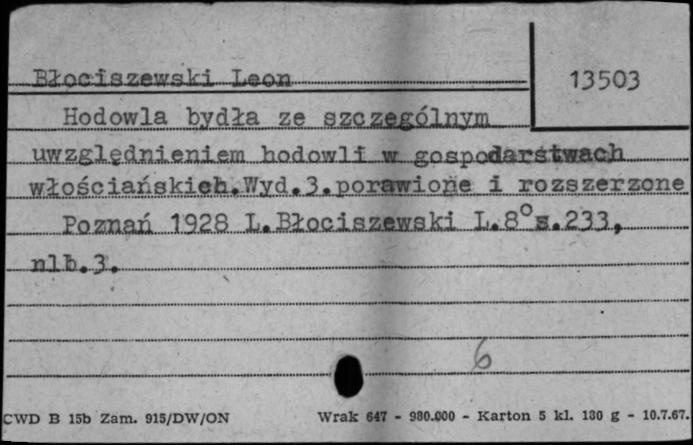 Błociszewski Leon
13503
Hodowla bydła ze szczególnym
uwzględnieniem hodowli w gospodarstwach
włościańskich.Wyd.3.porawione i rozszerzone
Poznań 1928 L.Błociszewski L.8° s.233,
nlb.3.
6
CWD B 15b Zam. 915/DW/ON
Wrak 647 - 980.000 - Karton 5 kl. 180 g - 10.7.67.